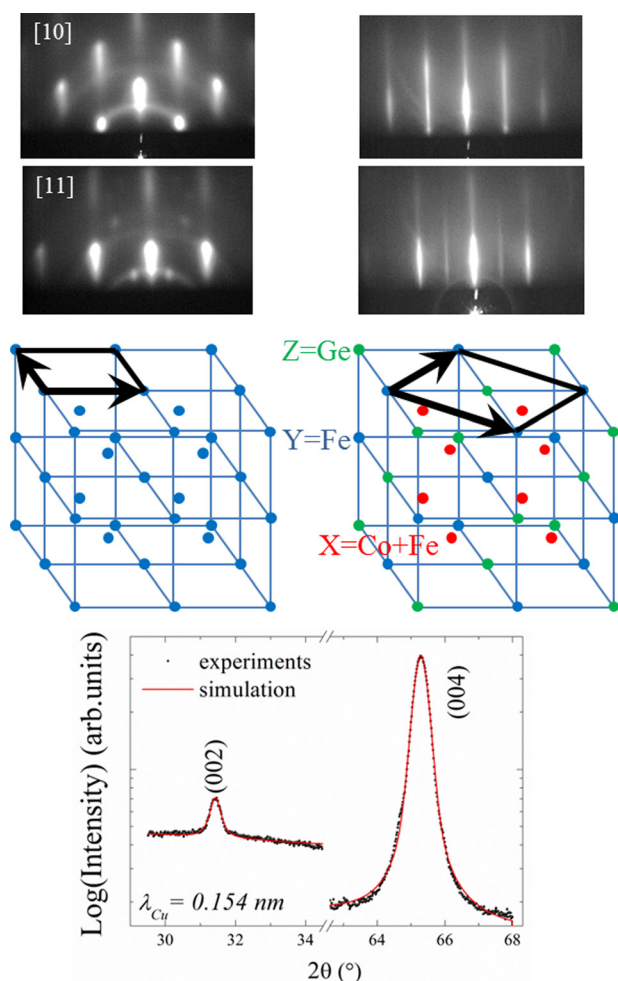 [10]
[11]
Z=Ge
Y=Fe
X=Co+Fe
experiments
simulation
(002)
(004)
λCu = 0.154 nm
Log(Intensity) (arb.units)
30 32 34 64 66 68
2θ (°)